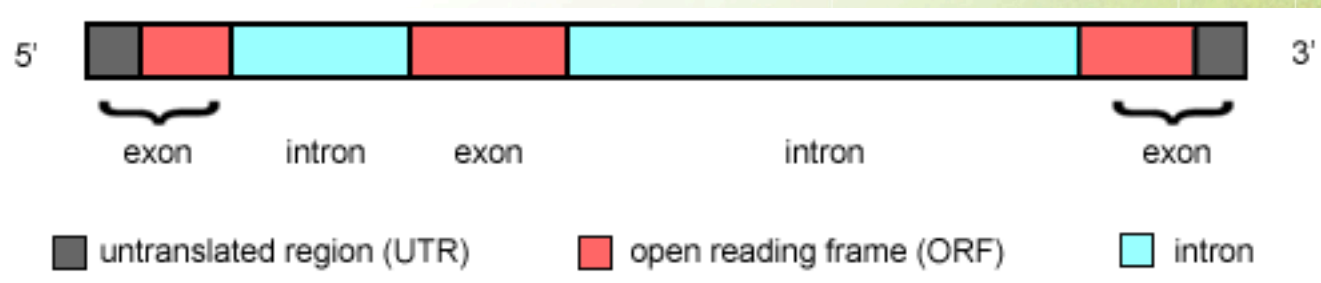 5' 3'
exon intron exon intron exon
untranslated region (UTR) open reading frame (ORF) intron